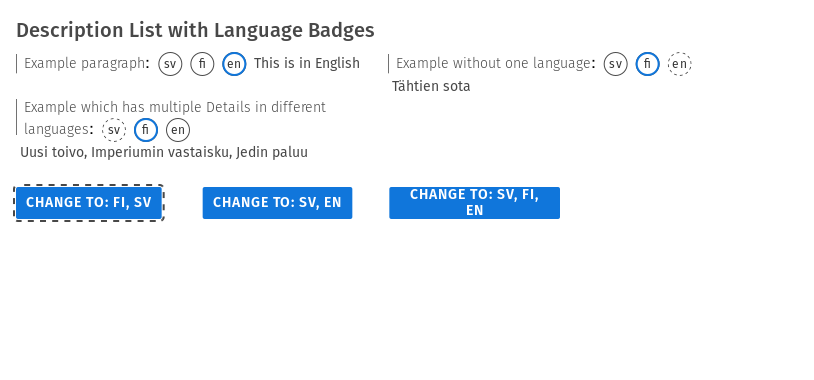 Description List with Language Badges
Example paragraph: sv fi en This is in English
Example without one language: sv fi en
Tähtien sota
Example which has multiple Details in different
languages: sv fi en
Uusi toivo, Imperiumin vastaisku, Jedin paluu
CHANGE TO: FI, SV
CHANGE TO: SV, EN
CHANGE TO: SV, FI,
EN